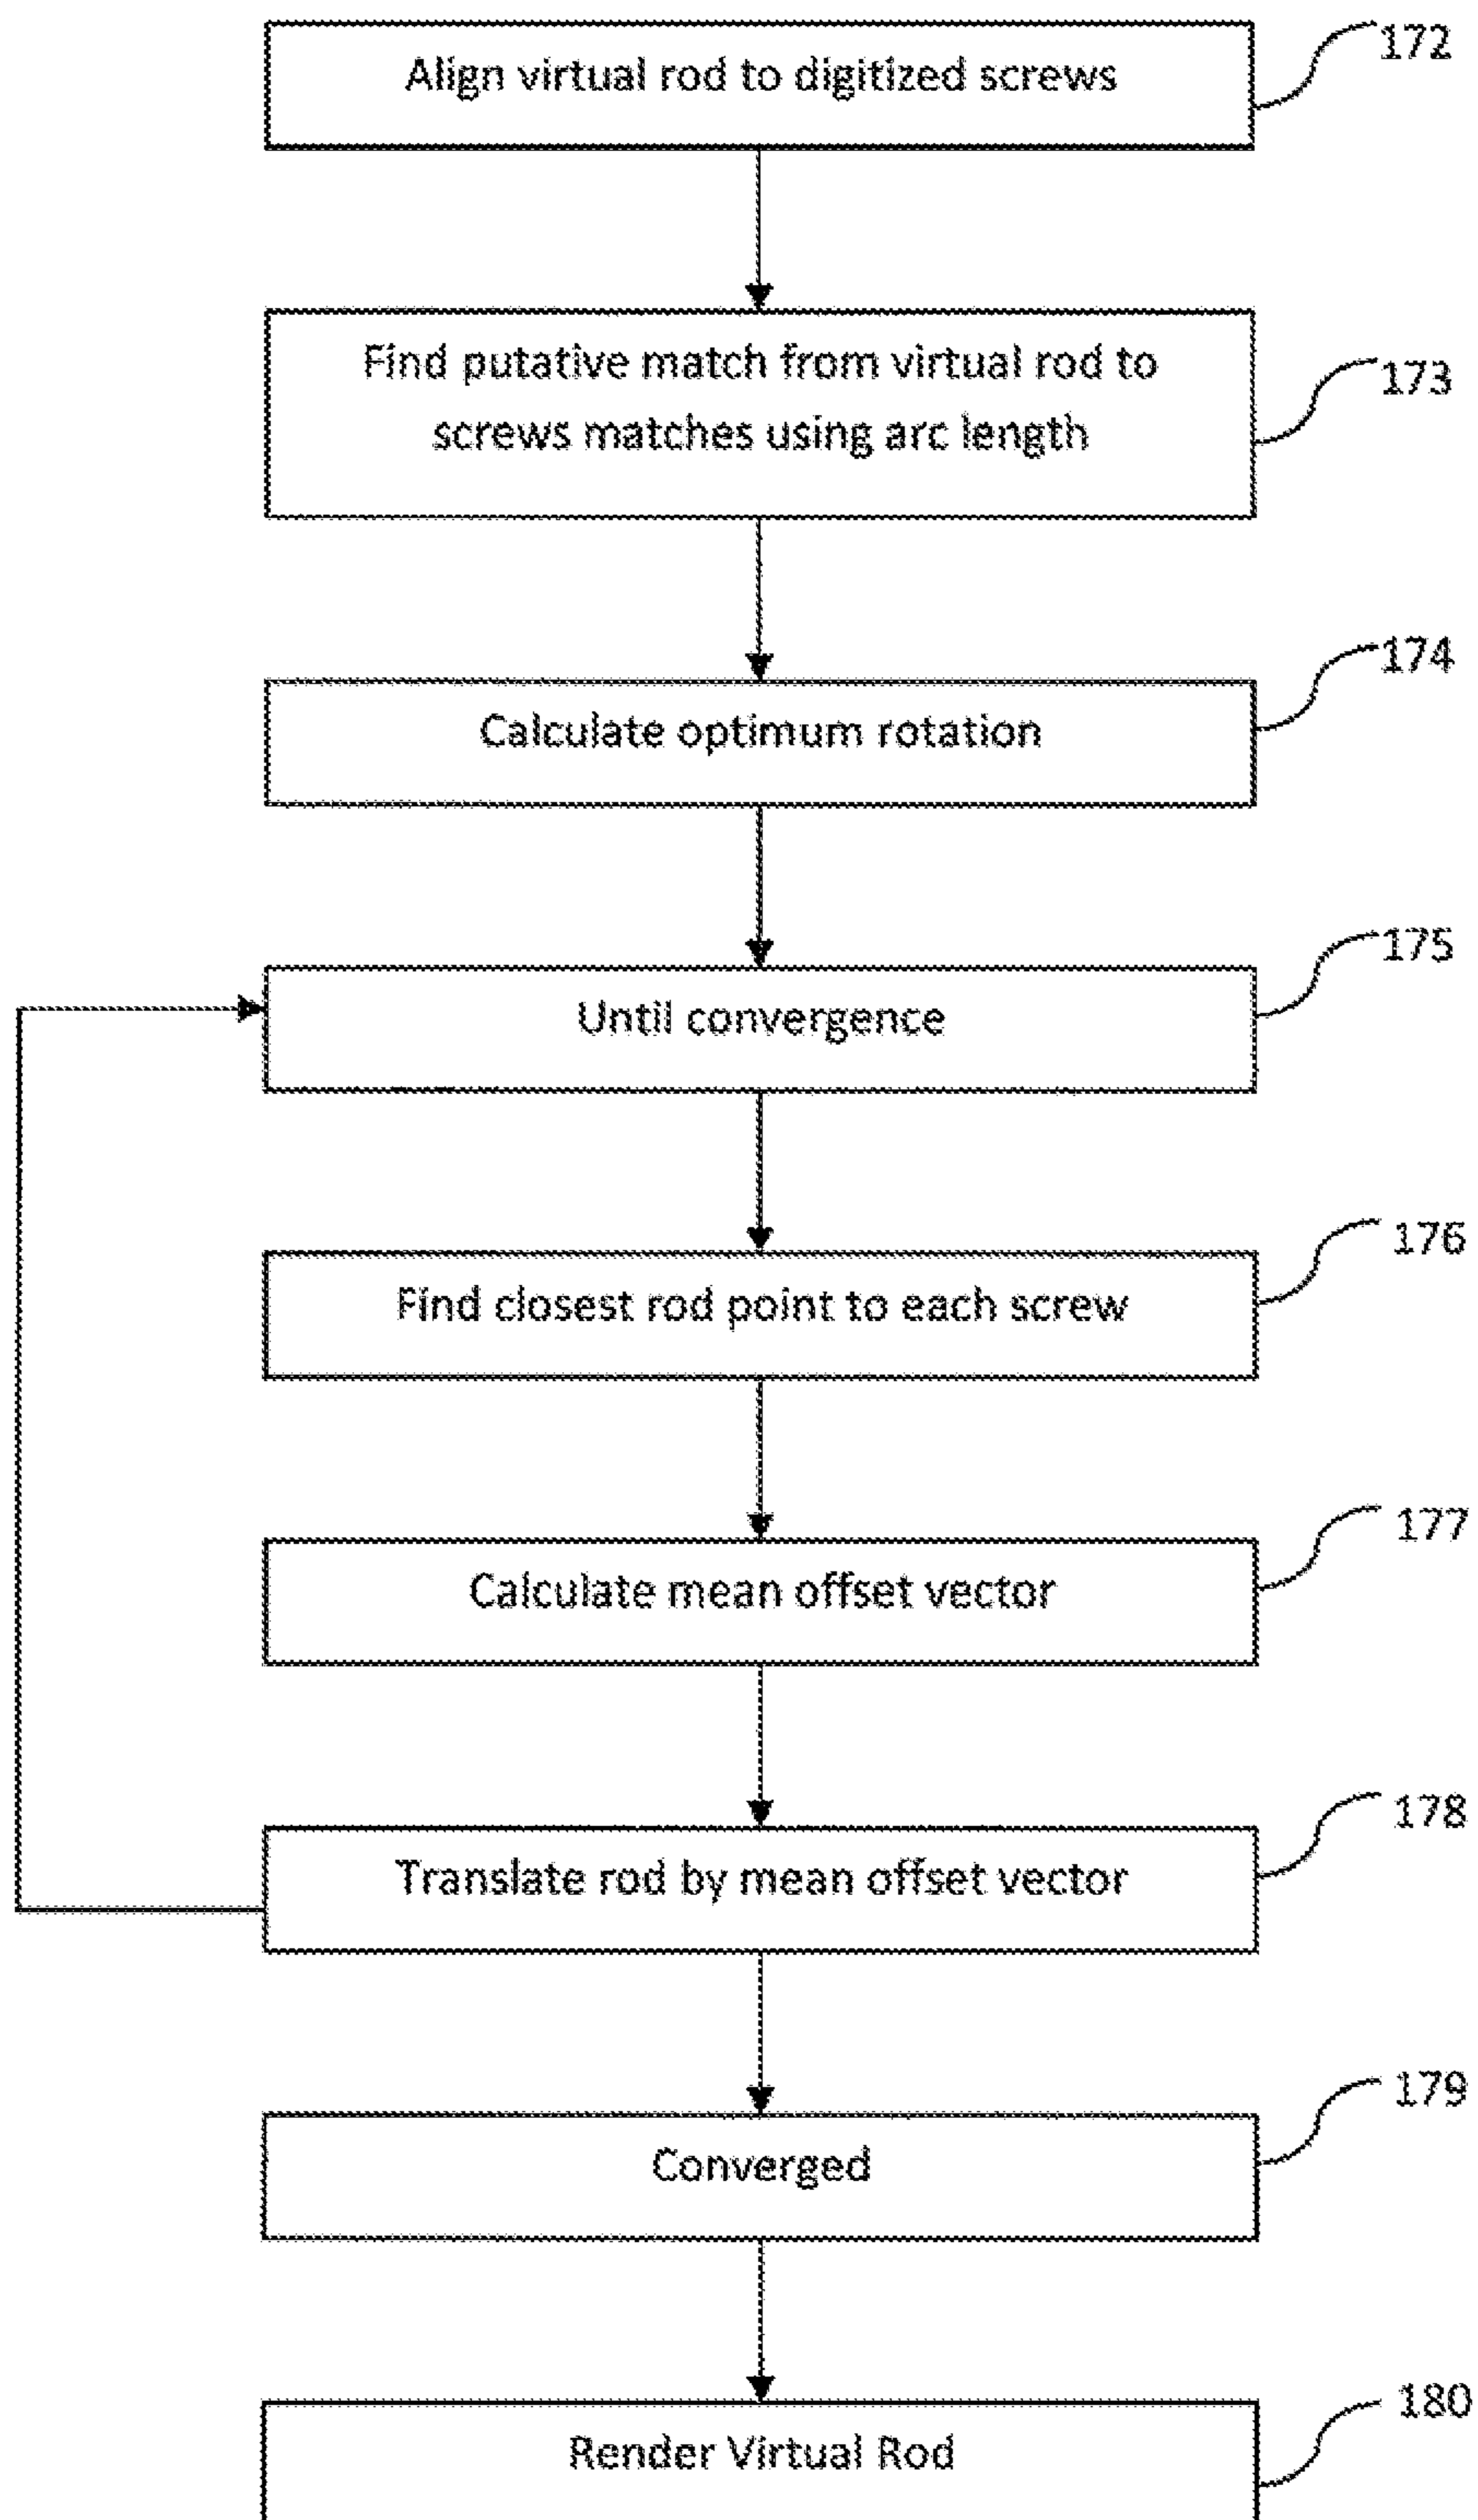 Align virtual rod to digitized screws
172
Find putative match from virtual rod to
screws matches using arc length
173
Calculate optimum rotation
174
Until convergence
175
Find closest rod point to each screw
176
Calculate mean offset vector
177
Translate rod by mean offset vector
178
Converged
179
Render Virtual Rod
180